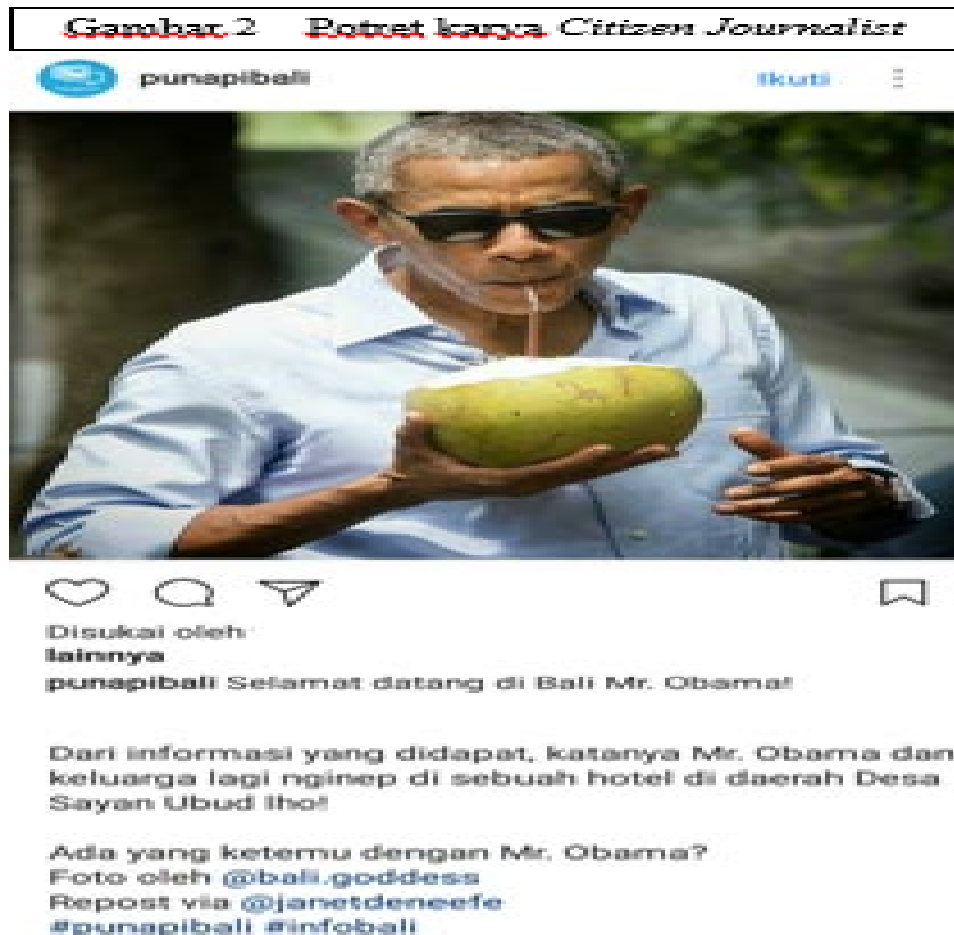 Gambar 2 Potret karya Citizen Journalist
punapibali Ikuti
Disukai oleh
lainnya
punapibali Selamat datang di Bali Mr. Obama!
Dari informasi yang didapat, katanya Mr. Obama dan
keluarga lagi nginep di sebuah hotel di daerah Desa
Sayan Ubud lho!
Ada yang ketemu dengan Mr. Obama?
Foto oleh @bali.goddess
Repost via @janetdeneefe
#punapibali #infobali